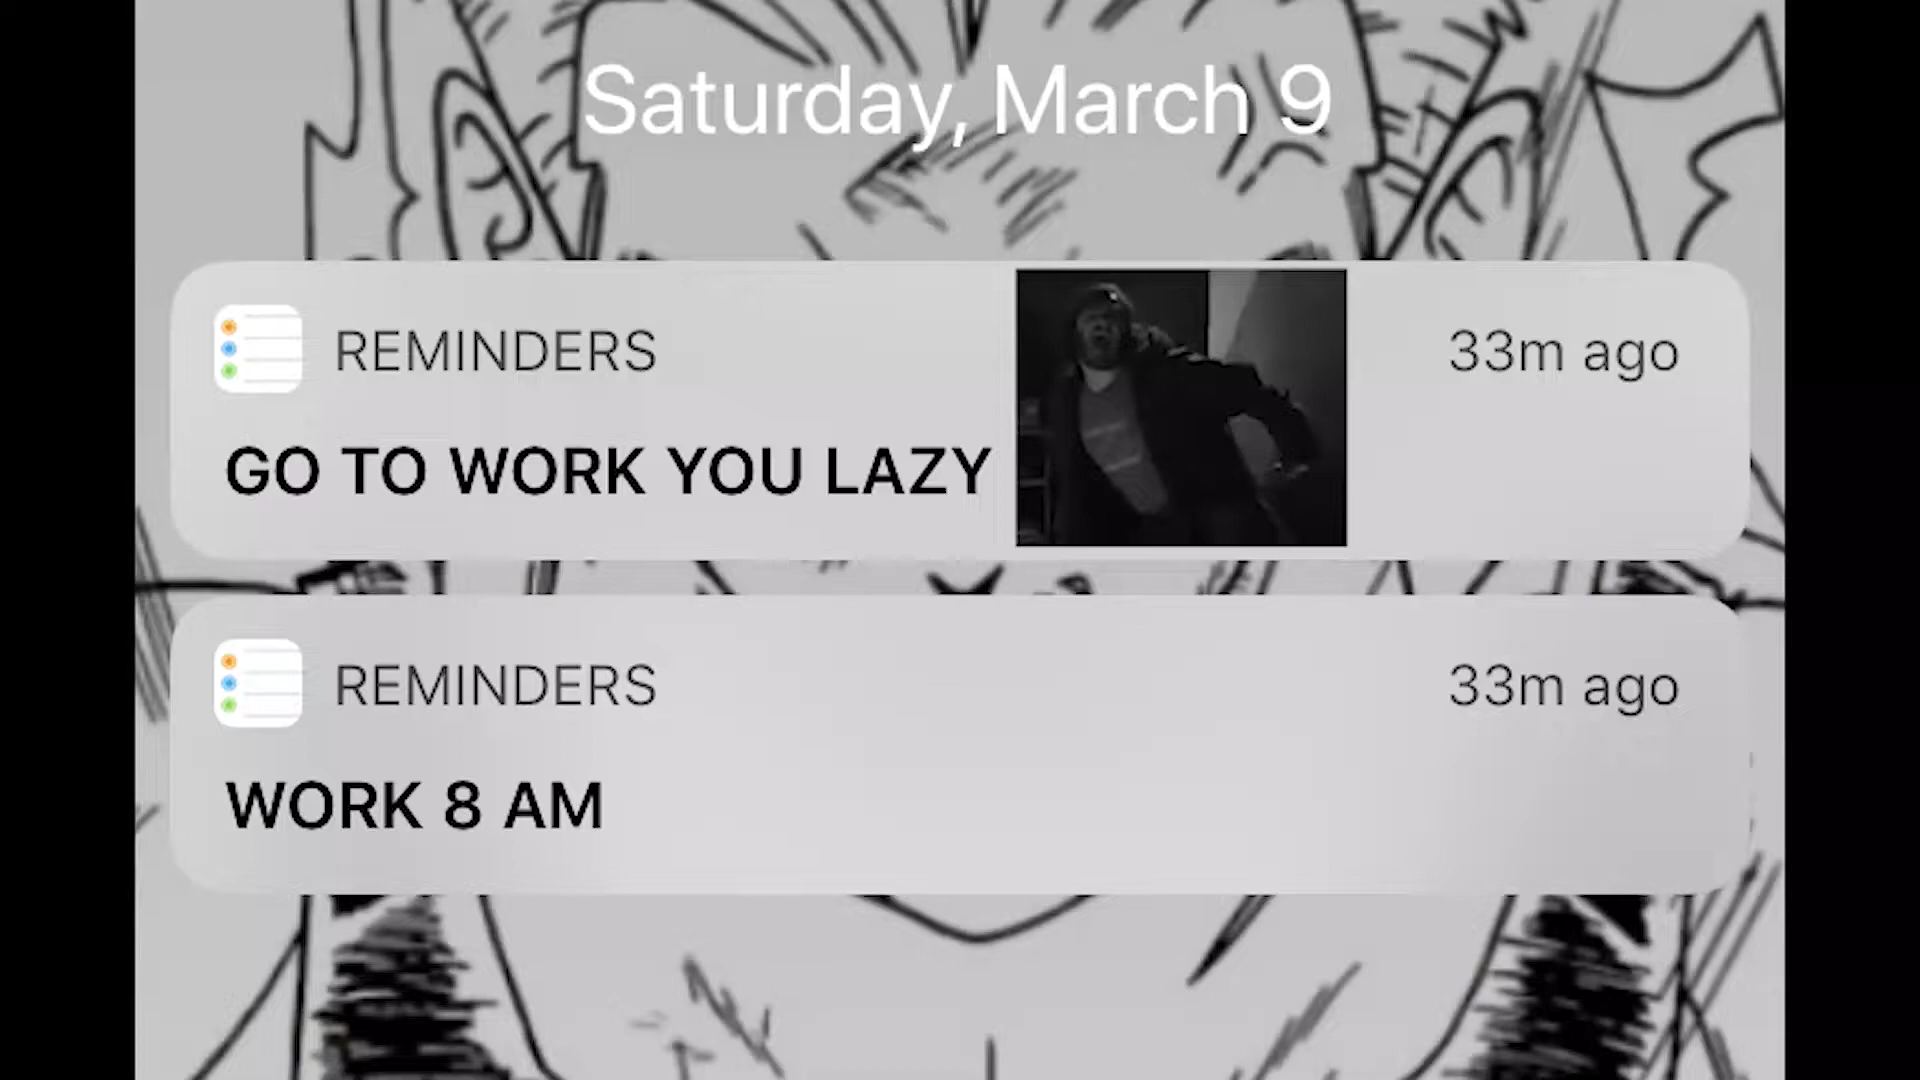 Saturday, March 9
REMINDERS
33m ago
GO TO WORK YOU LAZY
REMINDERS
33m ago
WORK 8 AM